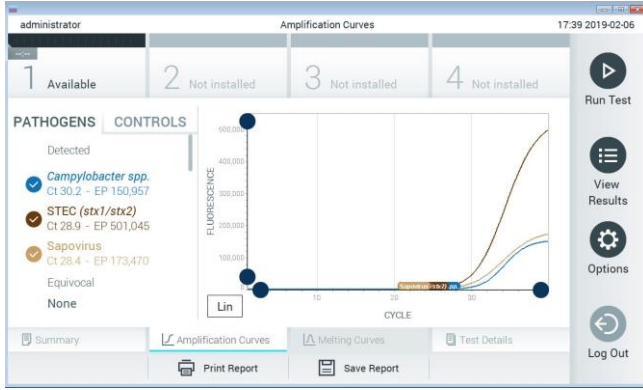 administrator
Amplification Curves
17:39 2019-02-06
--:--
1 Available
2 Not installed
3 Not installed
4 Not installed
Run Test
PATHOGENS CONTROLS
Detected
Campylobacter spp.
Ct 30.2 - EP 150,957
STEC (stx1/stx2)
Ct 28.9 - EP 501,045
Sapovirus
Ct 28.4 - EP 173,470
Equivocal
None
FLUORESCENCE
500,000
400,000
300,000
200,000
100,000
0
Sapovirus
10
20
30
CYCLE
Lin
View
Results
Options
Log Out
Summary
Amplification Curves
Melting Curves
Test Details
Print Report
Save Report